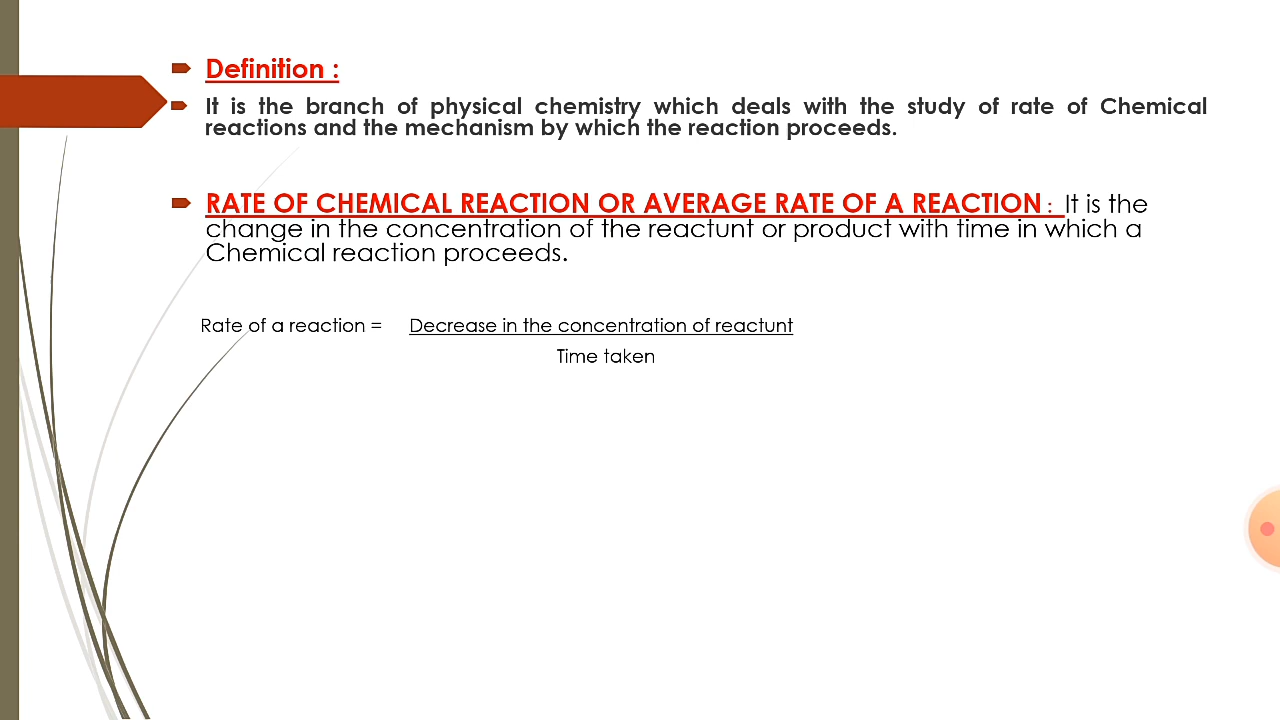 Definition :
It is the branch of physical chemistry which deals with the study of rate of Chemical
reactions and the mechanism by which the reaction proceeds.
RATE OF CHEMICAL REACTION OR AVERAGE RATE OF A REACTION : It is the
change in the concentration of the reactunt or product with time in which a
Chemical reaction proceeds.
Rate of a reaction = Decrease in the concentration of reactunt
Time taken